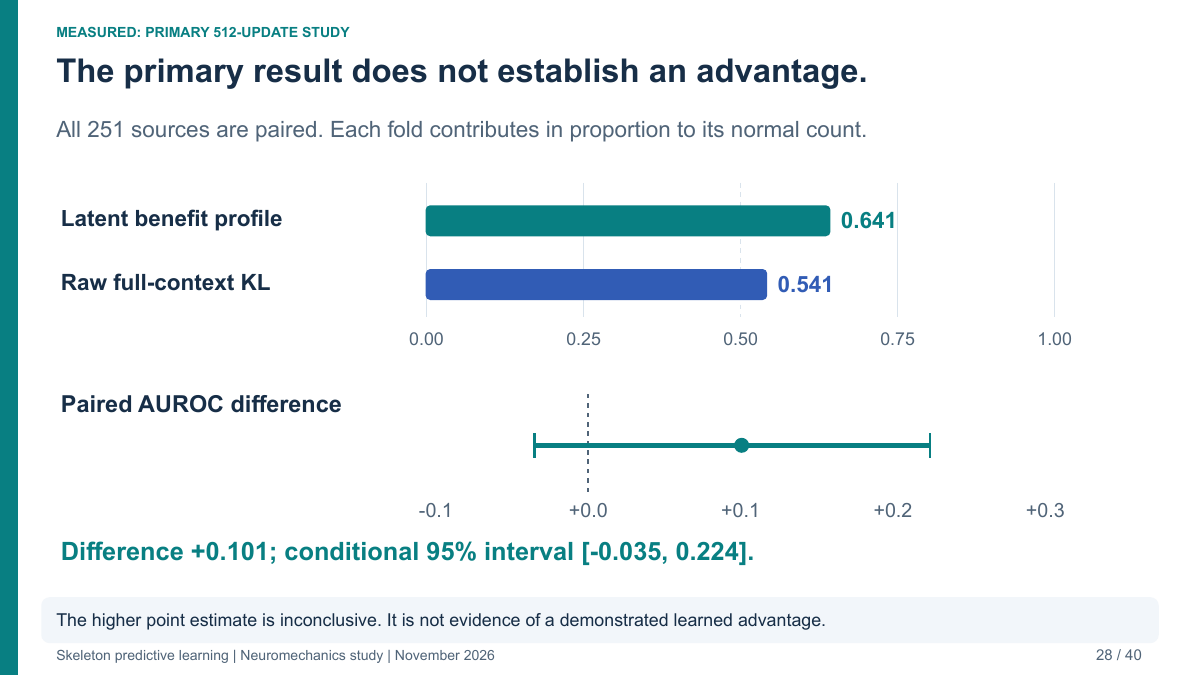 MEASURED: PRIMARY 512-UPDATE STUDY
The primary result does not establish an advantage.
All 251 sources are paired. Each fold contributes in proportion to its normal count.
Latent benefit profile
0.641
Raw full-context KL
0.541
0.00 0.25 0.50 0.75 1.00
Paired AUROC difference
-0.1 +0.0 +0.1 +0.2 +0.3
Difference +0.101; conditional 95% interval [-0.035, 0.224].
The higher point estimate is inconclusive. It is not evidence of a demonstrated learned advantage.
Skeleton predictive learning | Neuromechanics study | November 2026
28 / 40